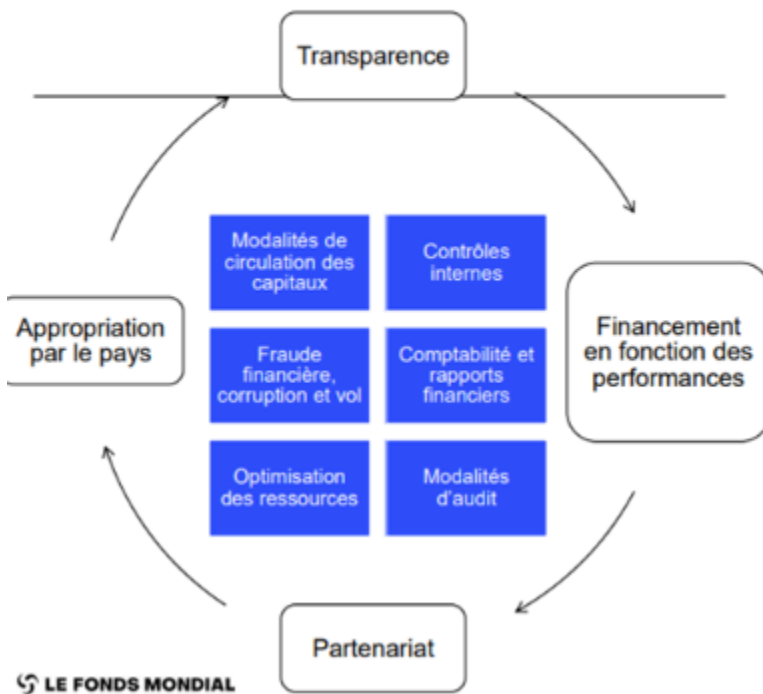 Transparence
Modalités de
circulation des
capitaux
Contrôles
internes
Appropriation
par le pays
Fraude
financière,
corruption et vol
Comptabilité et
rapports
financiers
Financement
en fonction des
performances
Optimisation
des ressources
Modalités
d'audit
Partenariat
LE FONDS MONDIAL